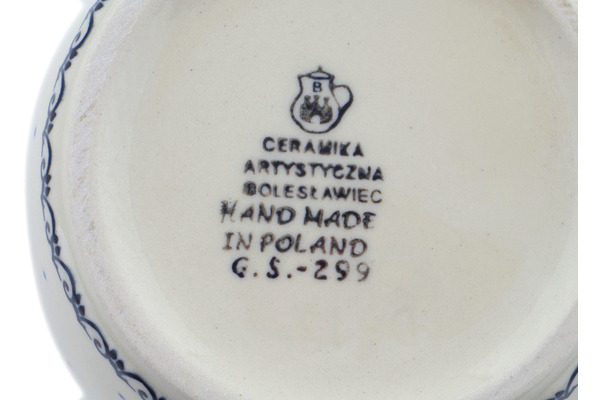 B
CERAMIKA
ARTYSTYCZNA
BOLESŁAWIEC
HAND MADE
IN POLAND
G.S.-299